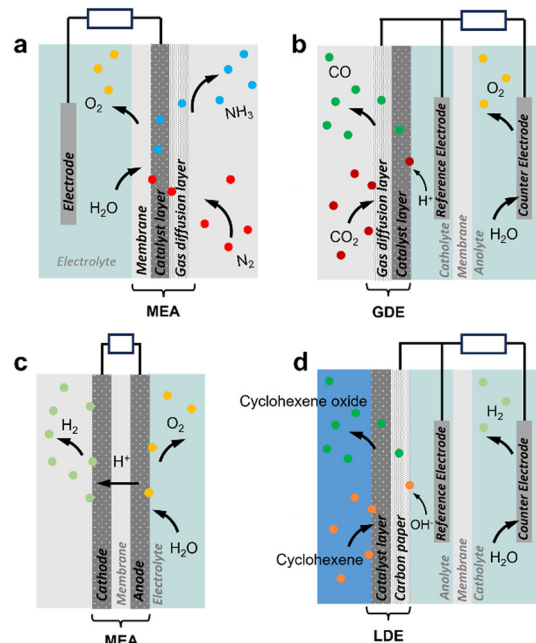 a
O₂
NH₃
Electrode
H₂O
Membrane
Catalyst layer
Gas diffusion layer
N₂
Electrolyte
MEA
b
CO
O₂
Gas diffusion layer
Catalyst layer
H⁺
Reference Electrode
Catholyte
Membrane
Anolyte
Counter Electrode
CO₂
H₂O
GDE
c
H₂
O₂
H⁺
H₂O
Cathode
Membrane
Anode
Electrolyte
MEA
d
Cyclohexene oxide
H₂
Catalyst layer
Carbon paper
OH⁻
Reference Electrode
Anolyte
Membrane
Catholyte
Counter Electrode
Cyclohexene
H₂O
LDE